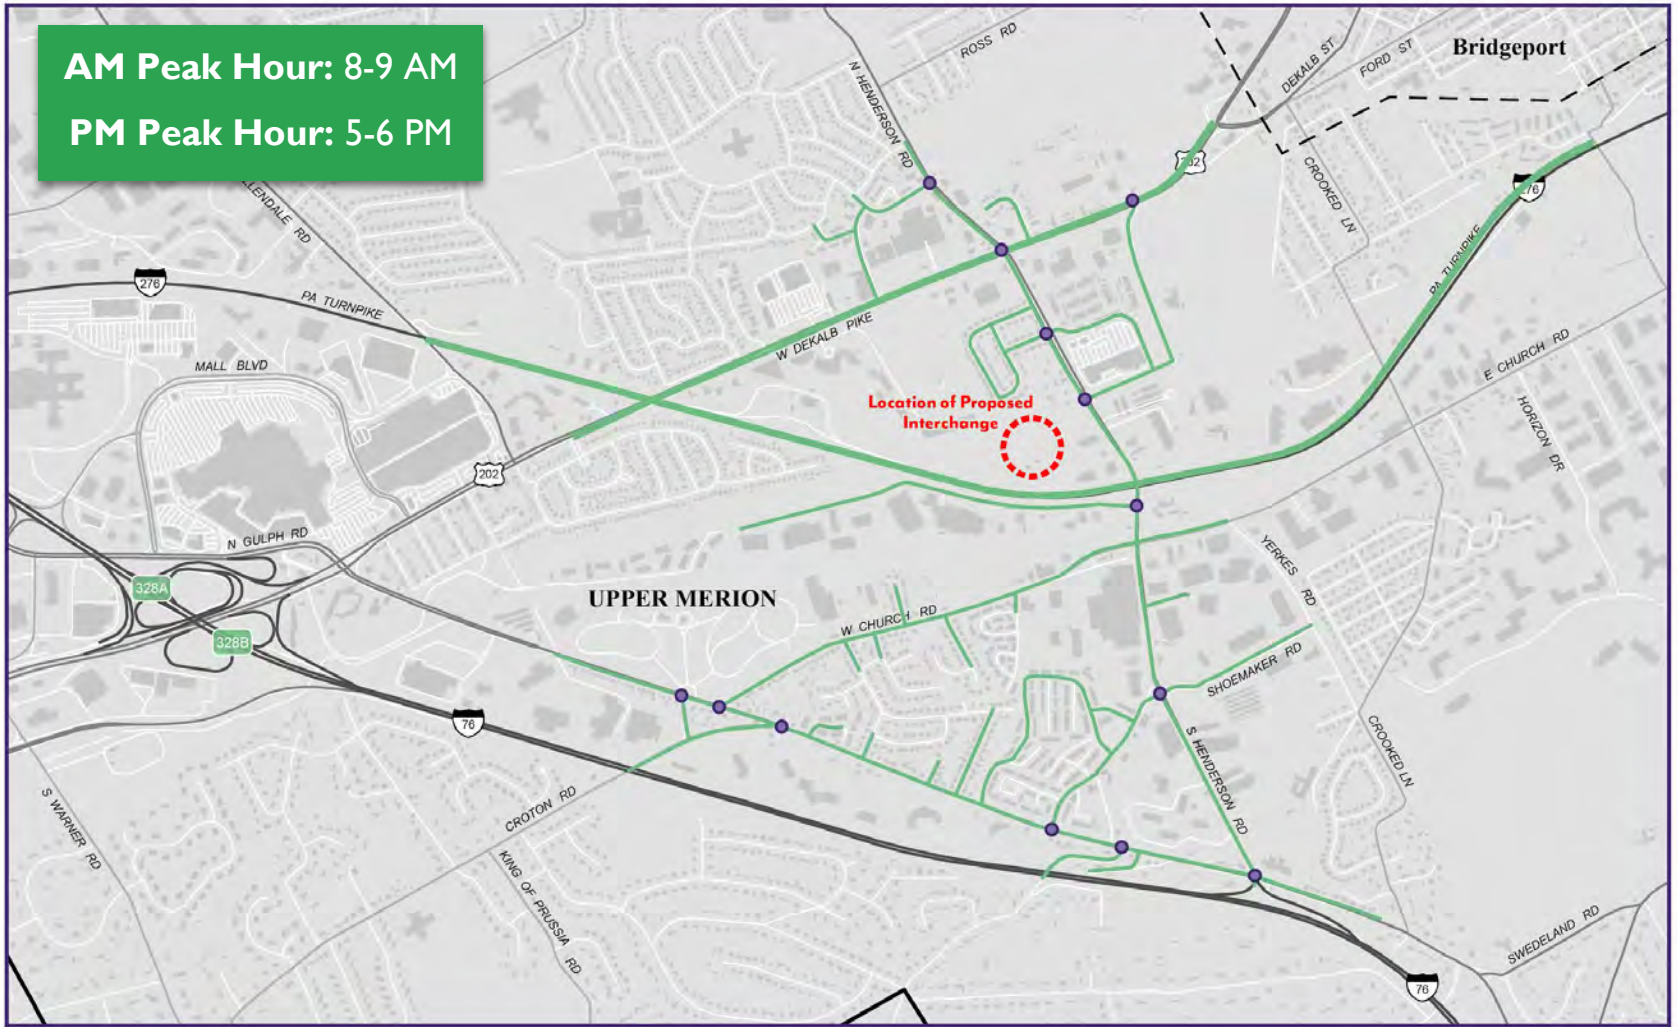 AM Peak Hour: 8-9 AM
PM Peak Hour: 5-6 PM
ROSS RD
N HENDERSON RD
DEKALB ST
FORD ST
Bridgeport
202
CROOKED LN
276
PA TURNPIKE
276
PA TURNPIKE
W DEKALB PIKE
MALL BLVD
E CHURCH RD
Location of Proposed
Interchange
HORIZON DR
202
N GULPH RD
328A
328B
UPPER MERION
W CHURCH RD
YERKES RD
SHOEMAKER RD
76
S HENDERSON RD
CROOKED LN
S WARNER RD
CROTON RD
KING OF PRUSSIA RD
SWEDELAND RD
76